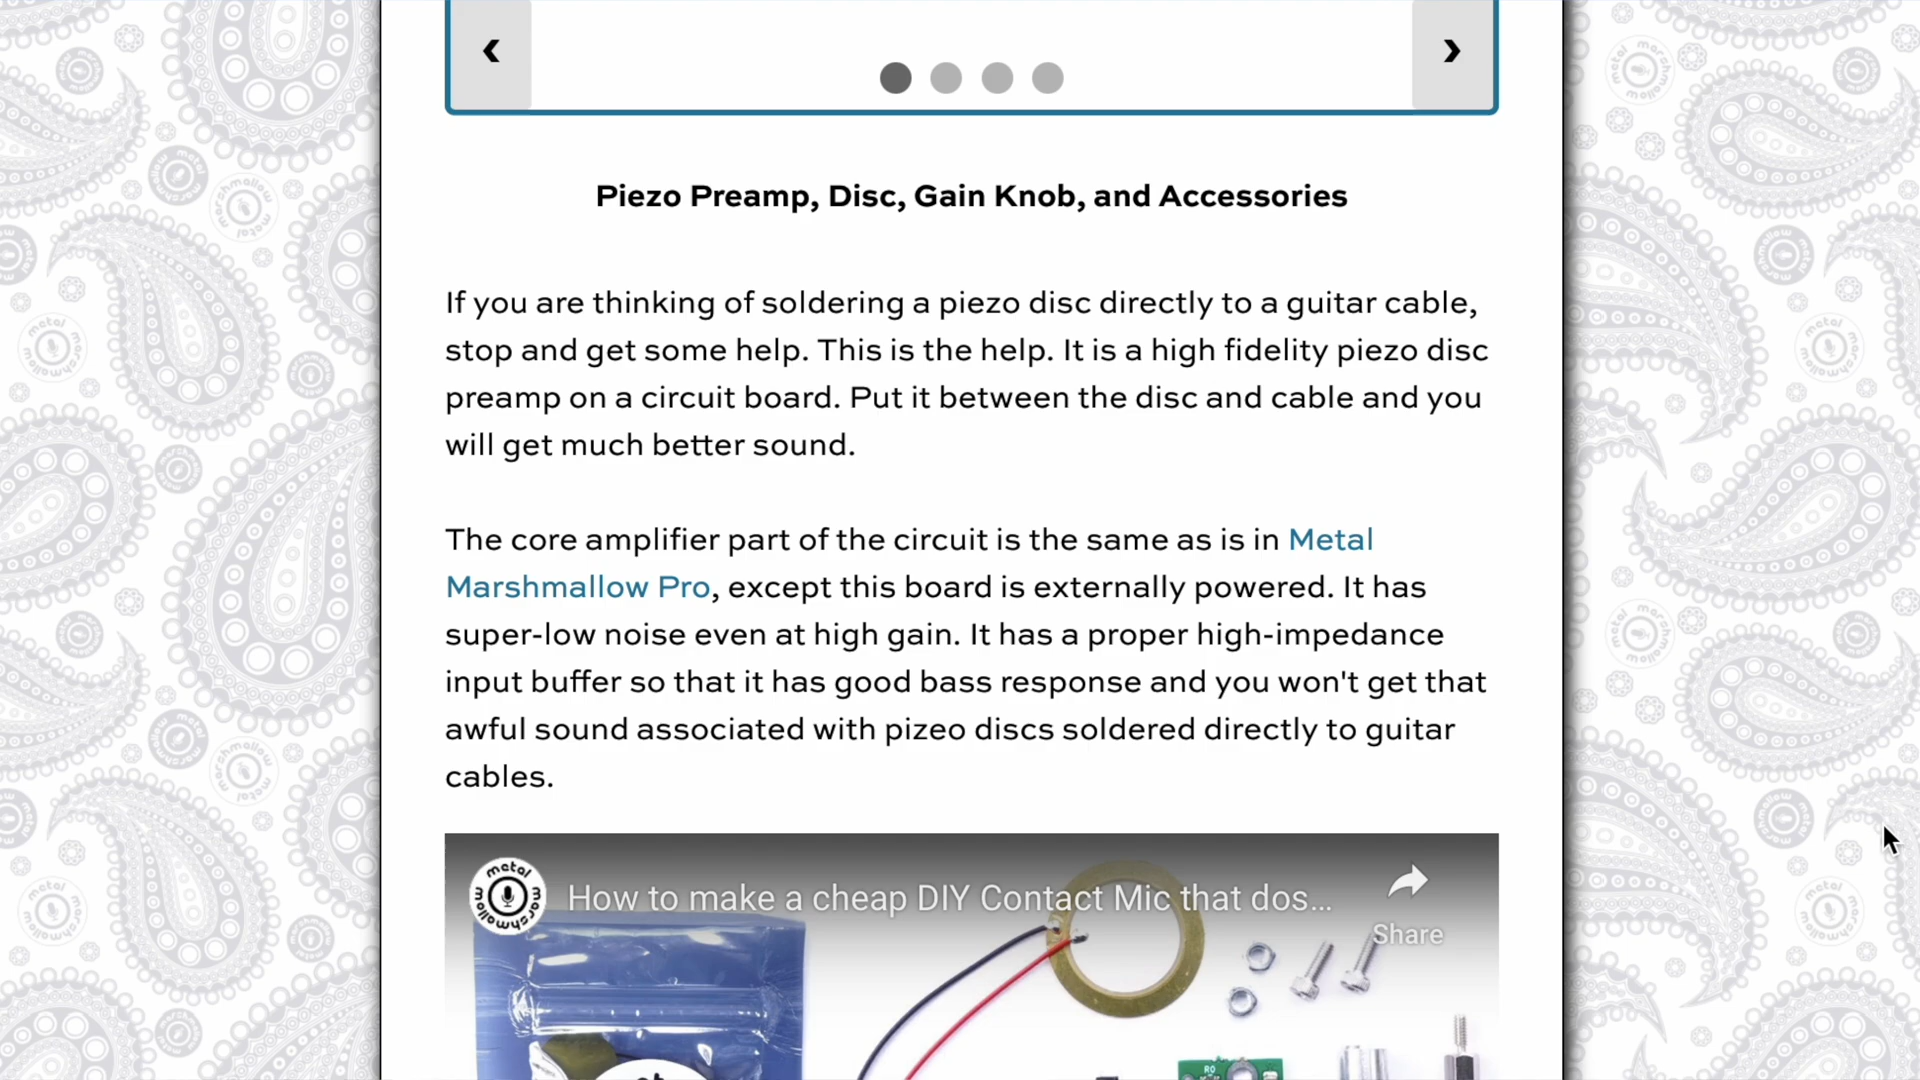 Piezo Preamp, Disc, Gain Knob, and Accessories
If you are thinking of soldering a piezo disc directly to a guitar cable,
stop and get some help. This is the help. It is a high fidelity piezo disc
preamp on a circuit board. Put it between the disc and cable and you
will get much better sound.
The core amplifier part of the circuit is the same as is in Metal
Marshmallow Pro, except this board is externally powered. It has
super-low noise even at high gain. It has a proper high-impedance
input buffer so that it has good bass response and you won't get that
awful sound associated with pizeo discs soldered directly to guitar
cables.
metal marshmallow
How to make a cheap DIY Contact Mic that dos...
Share
R0